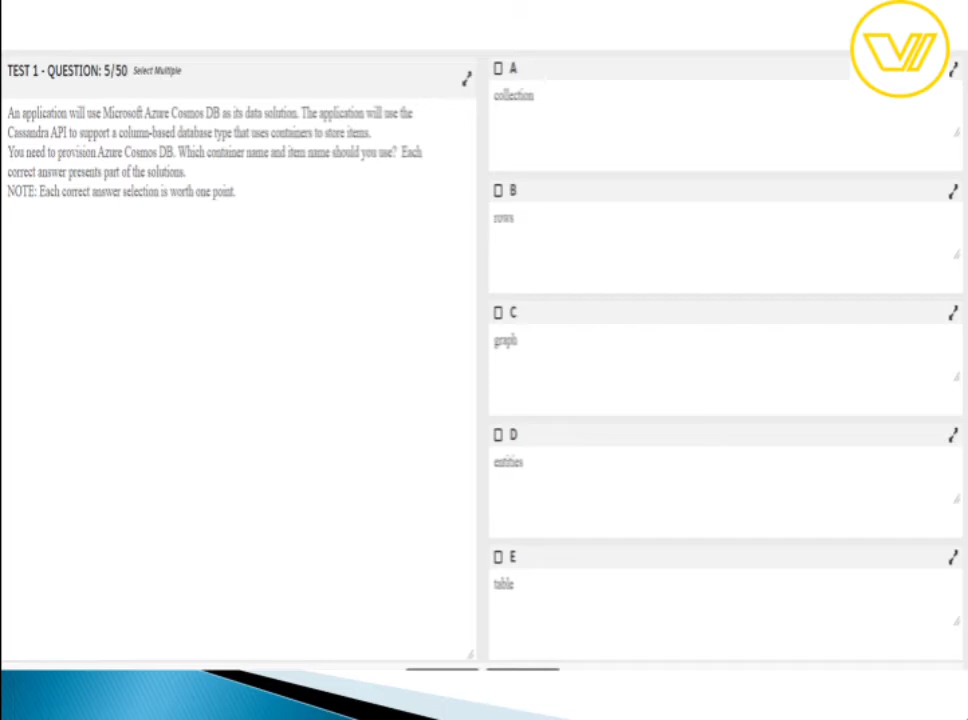 TEST 1 - QUESTION: 5/50 Select Multiple
An application will use Microsoft Azure Cosmos DB as its data solution. The application will use the
Cassandra API to support a column-based database type that uses containers to store items.
You need to provision Azure Cosmos DB. Which container name and item name should you use? Each
correct answer presents part of the solutions.
NOTE: Each correct answer selection is worth one point.
A
collection
B
rows
C
graph
D
entities
E
table